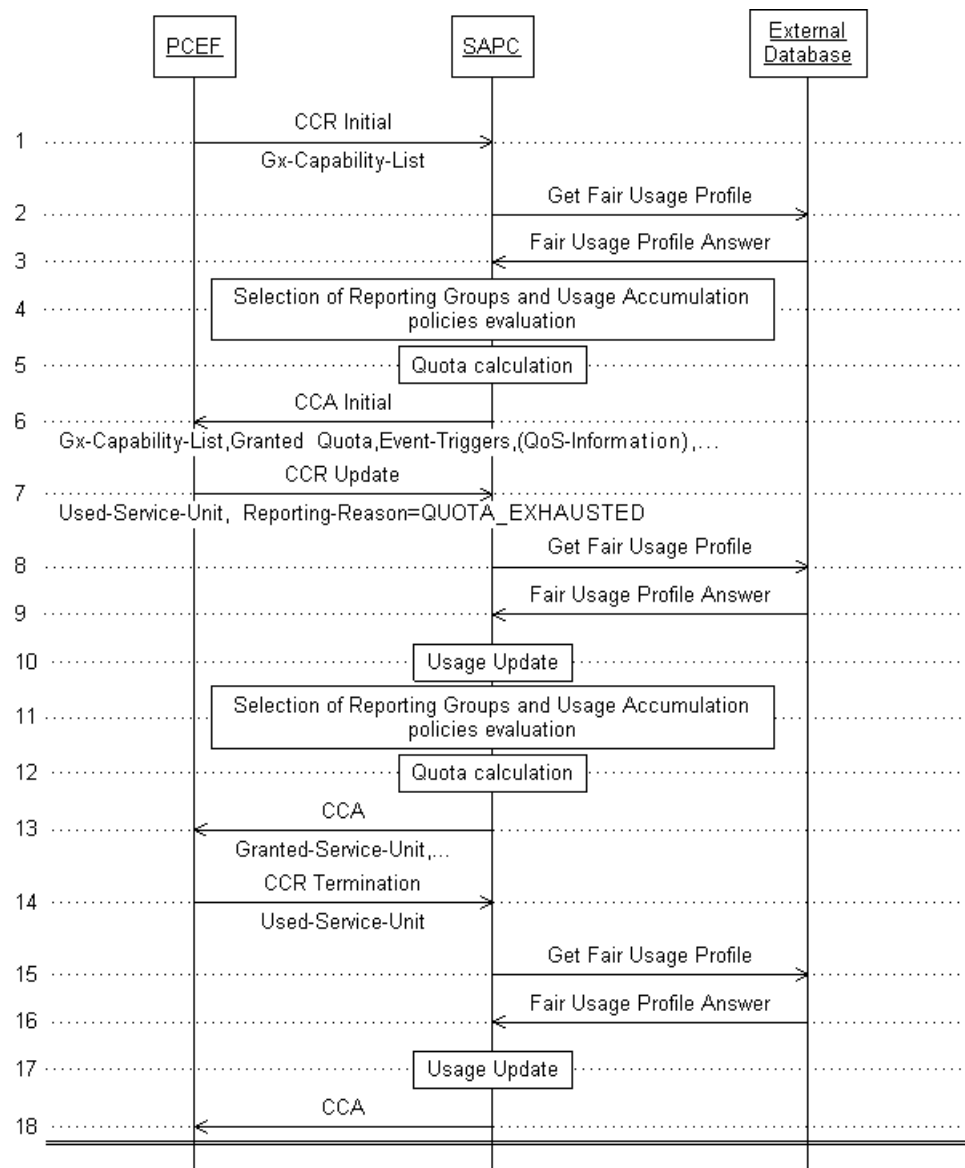 PCEF
SAPC
External
Database
CCR Initial
1
Gx-Capability-List
Get Fair Usage Profile
2
Fair Usage Profile Answer
3
Selection of Reporting Groups and Usage Accumulation
4
policies evaluation
5
Quota calculation
CCA Initial
6
Gx-Capability-List,Granted Quota,Event-Triggers,(QoS-Information),...
CCR Update
7
Used-Service-Unit, Reporting-Reason=QUOTA_EXHAUSTED
Get Fair Usage Profile
8
Fair Usage Profile Answer
9
10
Usage Update
Selection of Reporting Groups and Usage Accumulation
11
policies evaluation
12
Quota calculation
CCA
13
Granted-Service-Unit,...
CCR Termination
14
Used-Service-Unit
Get Fair Usage Profile
15
Fair Usage Profile Answer
16
17
Usage Update
CCA
18